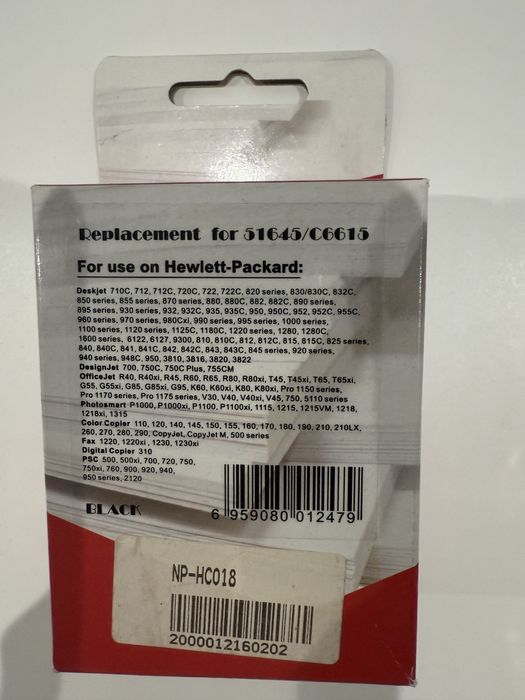 Replacement for 51645/C6615
For use on Hewlett-Packard:
Deskjet 710C, 712, 712C, 720C, 722, 722C, 820 series, 830/830C, 832C,
850 series, 855 series, 870 series, 880, 880C, 882, 882C, 890 series,
895 series, 930 series, 932, 932C, 935, 935C, 950, 950C, 952, 952C, 955C,
960 series, 970 series, 980Cxi, 990 series, 995 series, 1000 series,
1100 series, 1120 series, 1125C, 1180C, 1220 series, 1280, 1280C,
1600 series, 6122, 6127, 9300, 810, 810C, 812, 812C, 815, 815C, 825 series,
840, 840C, 841, 841C, 842, 842C, 843, 843C, 845 series, 920 series,
940 series, 948C, 950, 3810, 3816, 3820, 3822
DesignJet 700, 750C, 750C Plus, 755CM
OfficeJet R40, R40xi, R45, R60, R65, R80, R80xi, T45, T45xi, T65, T65xi,
G55, G55xi, G85, G85xi, G95, K60, K60xi, K80, K80xi, Pro 1150 series,
Pro 1170 series, Pro 1175 series, V30, V40, V40xi, V45, 750, 5110 series
Photosmart P1000, P1000xi, P1100, P1100xi, 1115, 1215, 1215VM, 1218,
1218xi, 1315
Color Copier 110, 120, 140, 145, 150, 155, 160, 170, 180, 190, 210, 210LX,
260, 270, 280, 290, CopyJet, CopyJet M, 500 series
Fax 1220, 1220xi , 1230, 1230xi
Digital Copier 310
PSC 500, 500xi, 700, 720, 750,
750xi, 760, 900, 920, 940,
950 series, 2120
BLACK
6 959080 012479
NP-HC018
2000012160202